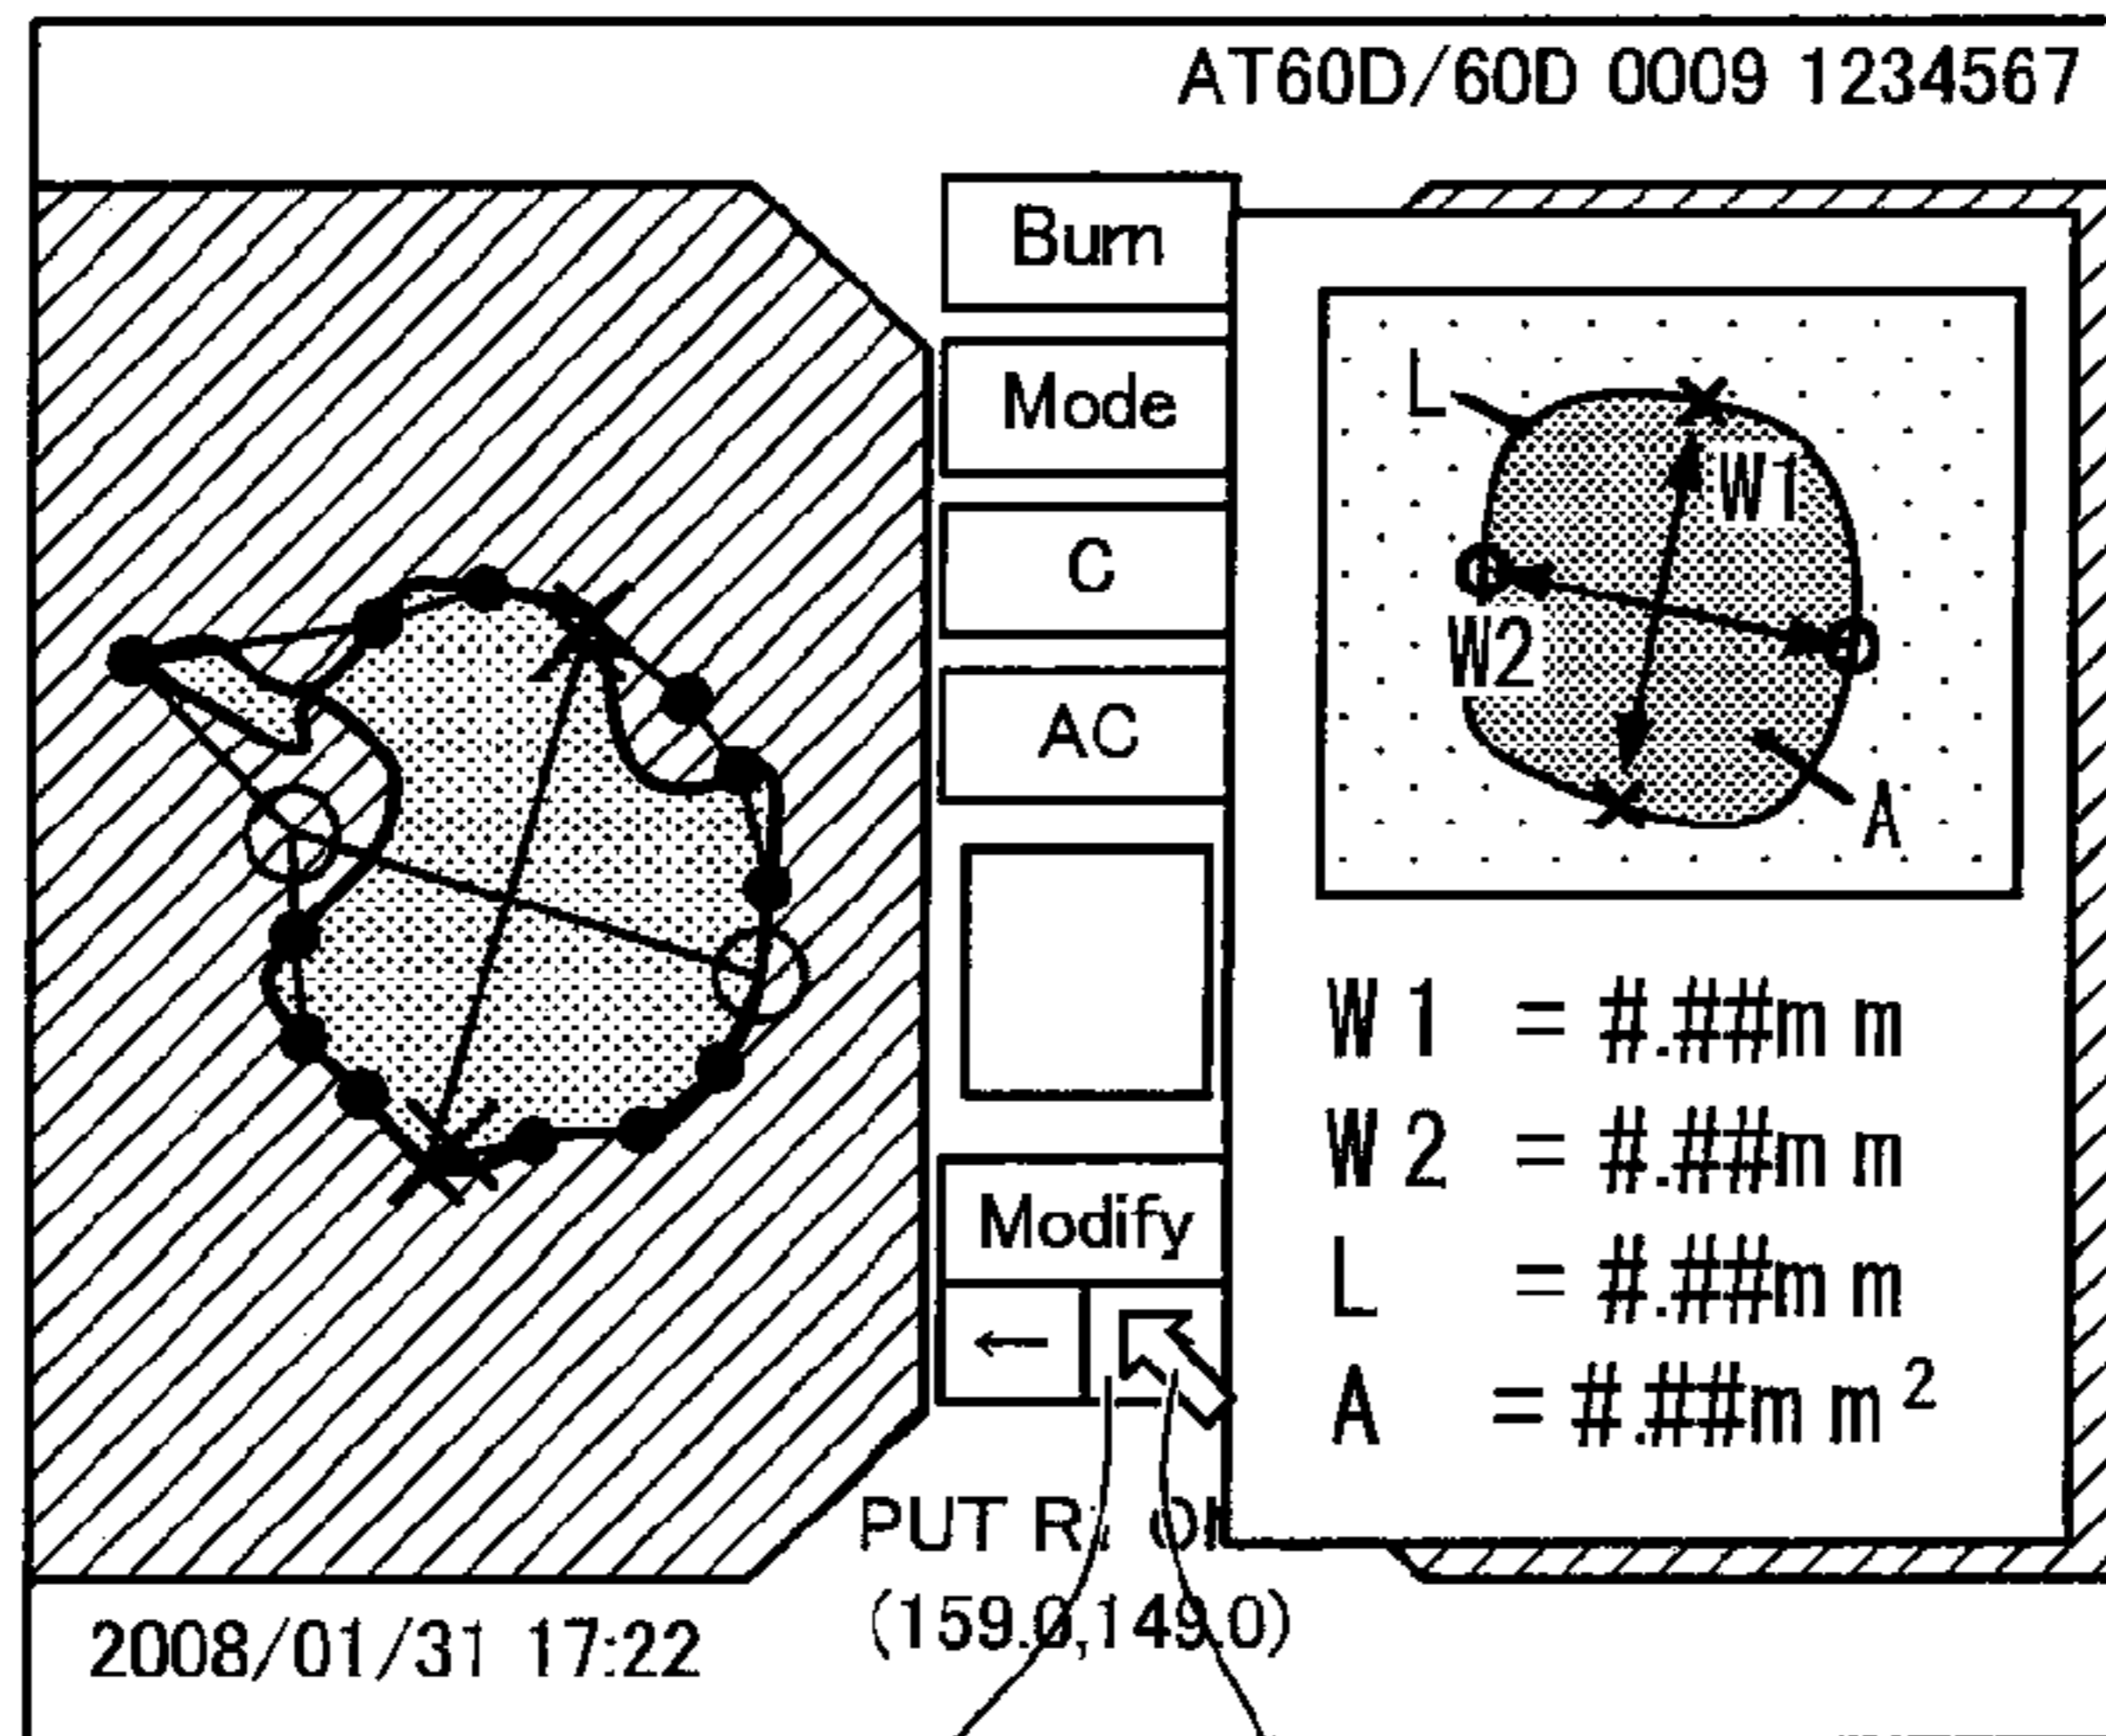 AT60D/60D 0009 1234567
Burn
Mode
C
AC
Modify
←
L
W1
W2
A
W1 = #.##mm
W2 = #.##mm
L = #.##mm
A = #.##mm²
PUT
(159.0,149.0)
2008/01/31 17:22